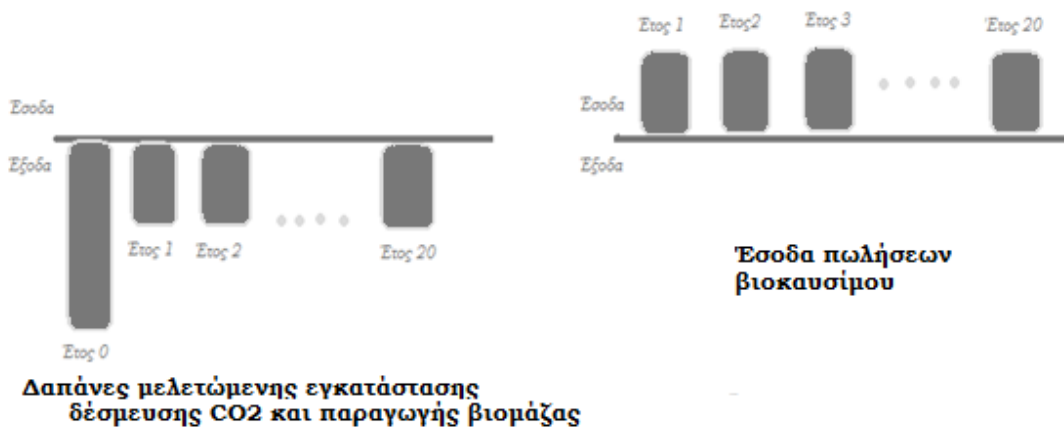 Έσοδα
Έξοδα
Έτος 1 Έτος 2 Έτος 20
Έτος 0
Δαπάνες μελετώμενης εγκατάστασης
δέσμευσης CO2 και παραγωγής βιομάζας
Έτος 1 Έτος2 Έτος 3 Έτος 20
Έσοδα
Έξοδα
Έσοδα πωλήσεων
βιοκαυσίμου